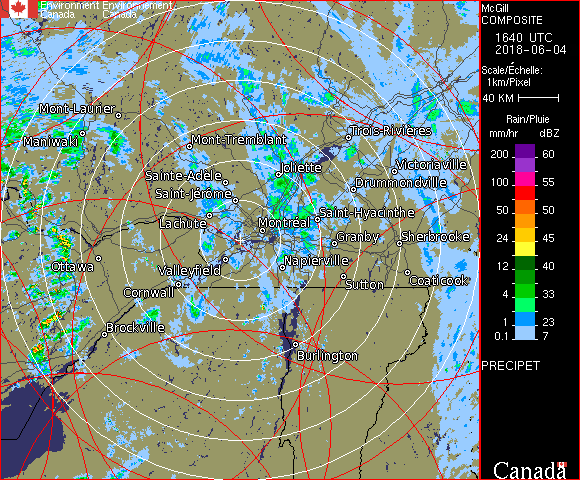 Environment Environnement
Canada Canada
McGill
COMPOSITE
1640 UTC
2018-06-04
Scale/Échelle:
1km/Pixel
40 KM
Rain/Pluie
mm/hr dBZ
200 60
100 55
75 53
50 50
24 45
12 40
4 33
1 23
0.1 7
PRECIPET
Canada
Mont-Laurier
Maniwaki
Mont-Tremblant
Trois-Rivières
Joliette
Victoriaville
Sainte-Adèle
Drummondville
Saint-Jérôme
Saint-Hyacinthe
Lachute
Montréal
Granby
Sherbrooke
Ottawa
Valleyfield
Napierville
Cornwall
Sutton
Coaticook
Brockville
Burlington